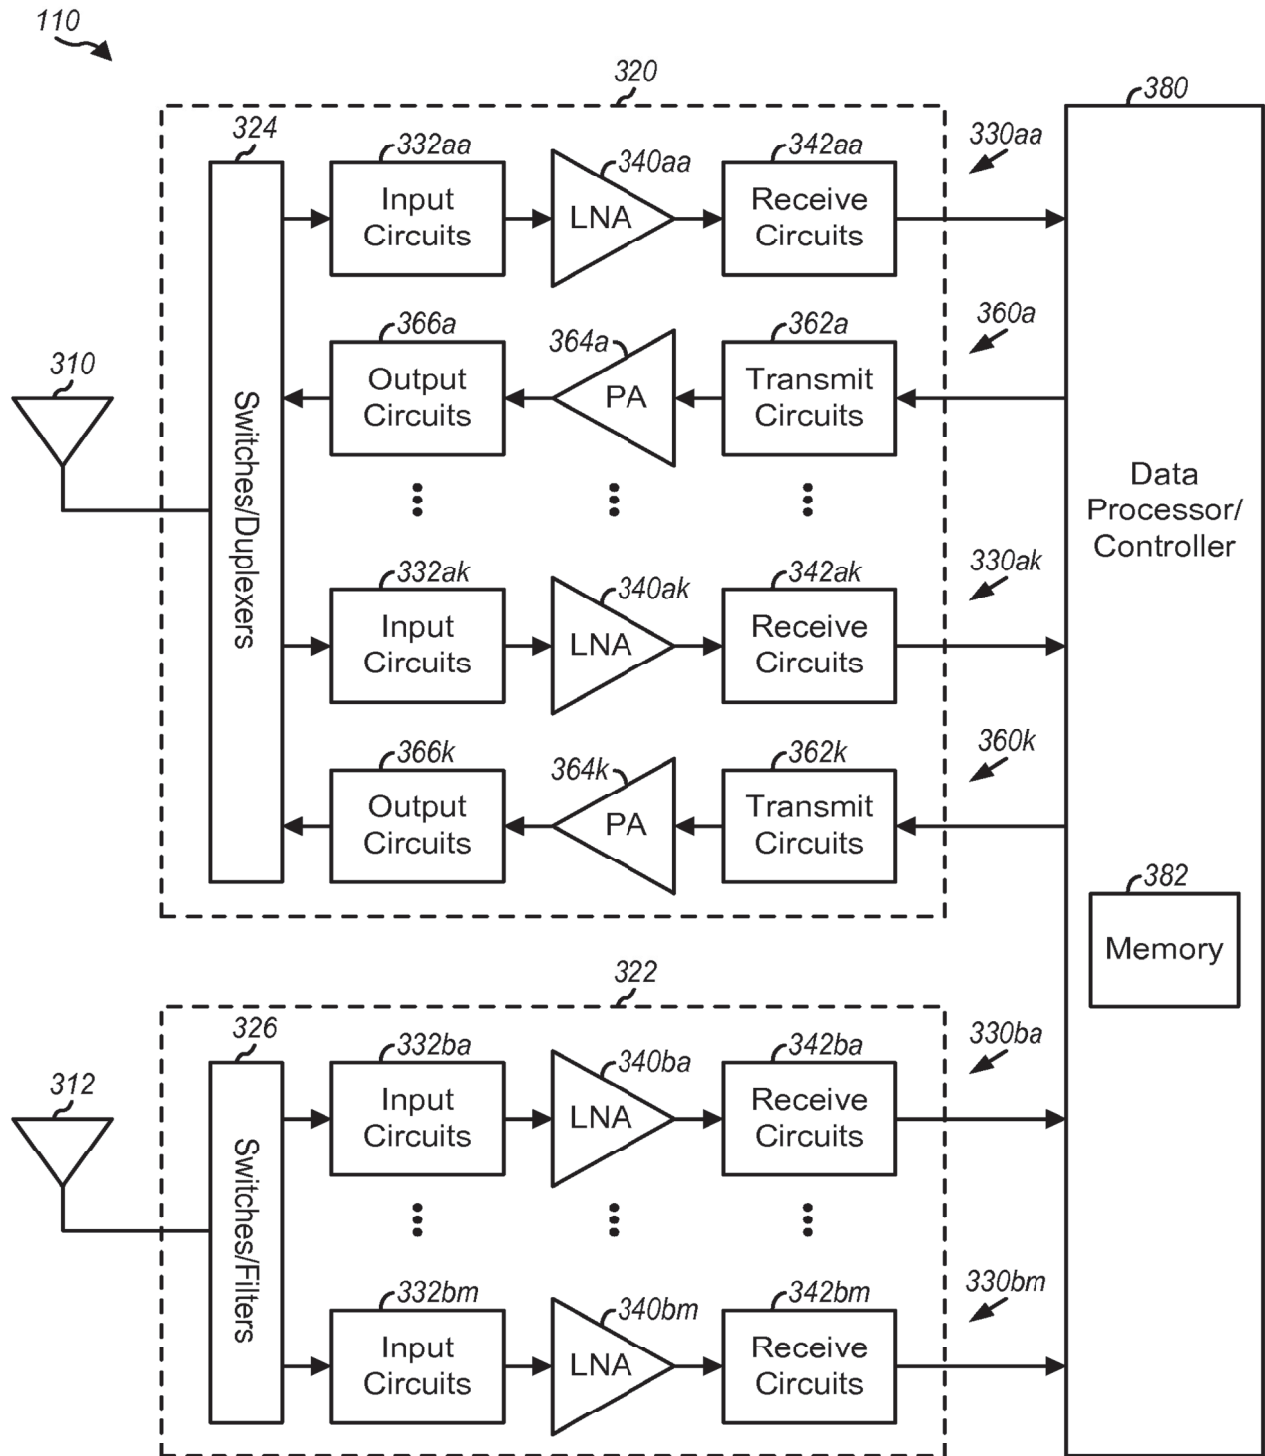 110
320
380
324
332aa
340aa
342aa
330aa
Input
Circuits
LNA
Receive
Circuits
366a
364a
362a
360a
310
Output
Circuits
PA
Transmit
Circuits
Switches/Duplexers
Data
Processor/
Controller
332ak
340ak
342ak
330ak
Input
Circuits
LNA
Receive
Circuits
366k
364k
362k
360k
Output
Circuits
PA
Transmit
Circuits
382
Memory
322
326
332ba
340ba
342ba
330ba
312
Input
Circuits
LNA
Receive
Circuits
Switches/Filters
332bm
340bm
342bm
330bm
Input
Circuits
LNA
Receive
Circuits